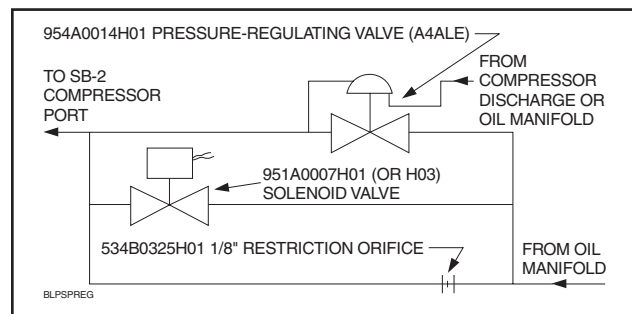 954A0014H01 PRESSURE-REGULATING VALVE (A4ALE)
TO SB-2
COMPRESSOR
PORT
FROM
COMPRESSOR
DISCHARGE OR
OIL MANIFOLD
951A0007H01 (OR H03)
SOLENOID VALVE
534B0325H01 1/8" RESTRICTION ORIFICE
FROM OIL
MANIFOLD
BLPSPREG